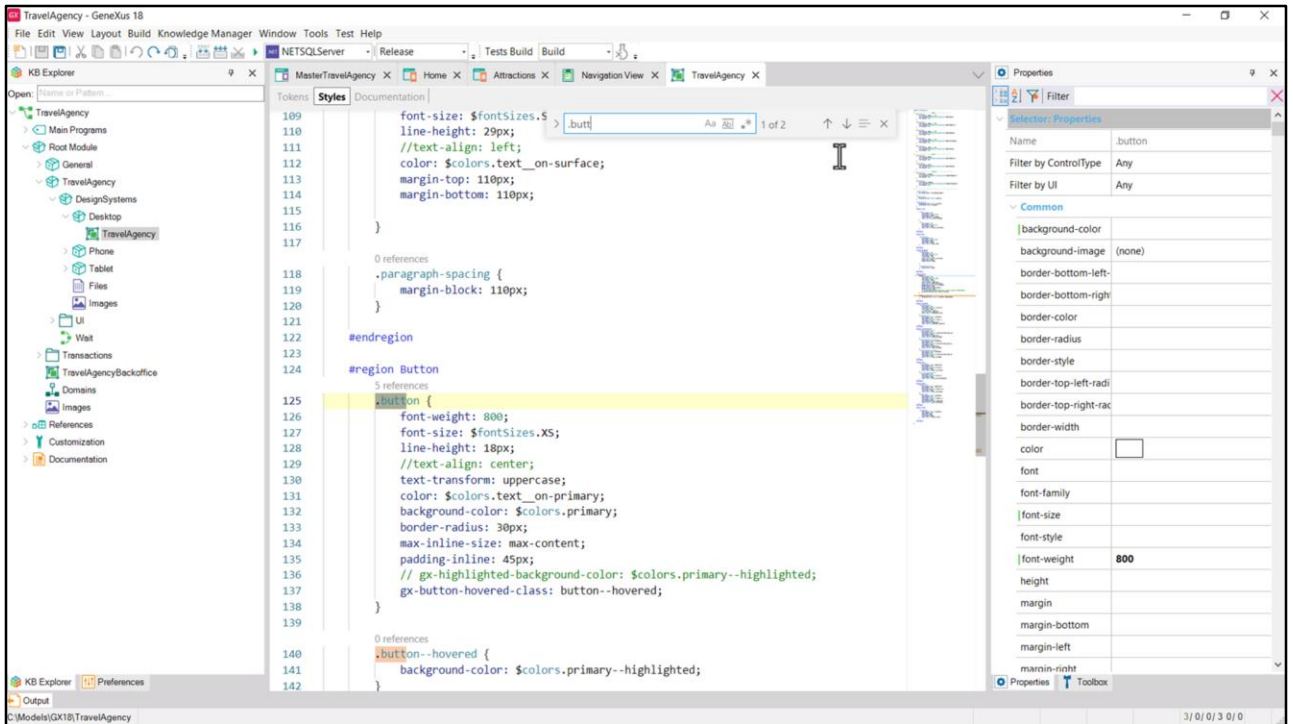 TravelAgency - GeneXus 18
File Edit View Layout Build Knowledge Manager Window Tools Test Help
NETSQLServer Release Tests Build Build
KB Explorer
Open: Name or Pattern...
TravelAgency
Main Programs
Root Module
General
TravelAgency
DesignSystems
Desktop
TravelAgency
Phone
Tablet
Files
Images
UI
Wait
Transactions
TravelAgencyBackoffice
Domains
Images
References
Customization
Documentation
KB Explorer Preferences
MasterTravelAgency X Home X Attractions X Navigation View X TravelAgency X
Tokens Styles Documentation
.butt
Aa ab .* 1 of 2
109 font-size: $fontSizes.S
110 line-height: 29px;
111 //text-align: left;
112 color: $colors.text__on-surface;
113 margin-top: 110px;
114 margin-bottom: 110px;
115
116 }
117
0 references
118 .paragraph-spacing {
119 margin-block: 110px;
120 }
121
122 #endregion
123
124 #region Button
5 references
125 .button {
126 font-weight: 800;
127 font-size: $fontSizes.XS;
128 line-height: 18px;
129 //text-align: center;
130 text-transform: uppercase;
131 color: $colors.text__on-primary;
132 background-color: $colors.primary;
133 border-radius: 30px;
134 max-inline-size: max-content;
135 padding-inline: 45px;
136 // gx-highlighted-background-color: $colors.primary--highlighted;
137 gx-button-hovered-class: button--hovered;
138 }
139
0 references
140 .button--hovered {
141 background-color: $colors.primary--highlighted;
142 }
Properties
Filter
Selector: Properties
Name .button
Filter by ControlType Any
Filter by UI Any
Common
background-color
background-image (none)
border-bottom-left-
border-bottom-righ
border-color
border-radius
border-style
border-top-left-radi
border-top-right-rac
border-width
color
font
font-family
font-size
font-style
font-weight 800
height
margin
margin-bottom
margin-left
margin-right
Properties Toolbox
Output
C:\Models\GX18\TravelAgency
3/ 0/ 0/ 3 0/ 0